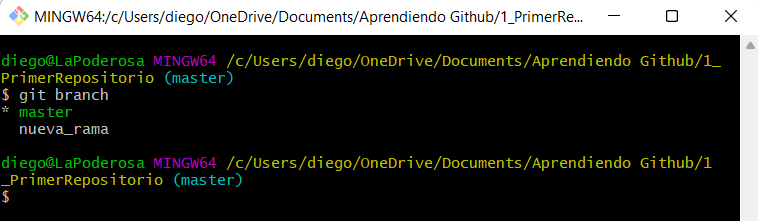 MINGW64:/c/Users/diego/OneDrive/Documents/Aprendiendo Github/1_PrimerRe...
diego@LaPoderosa MINGW64 /c/Users/diego/OneDrive/Documents/Aprendiendo Github/1_
PrimerRepositorio (master)
$ git branch
* master
  nueva_rama
diego@LaPoderosa MINGW64 /c/Users/diego/OneDrive/Documents/Aprendiendo Github/1
_PrimerRepositorio (master)
$